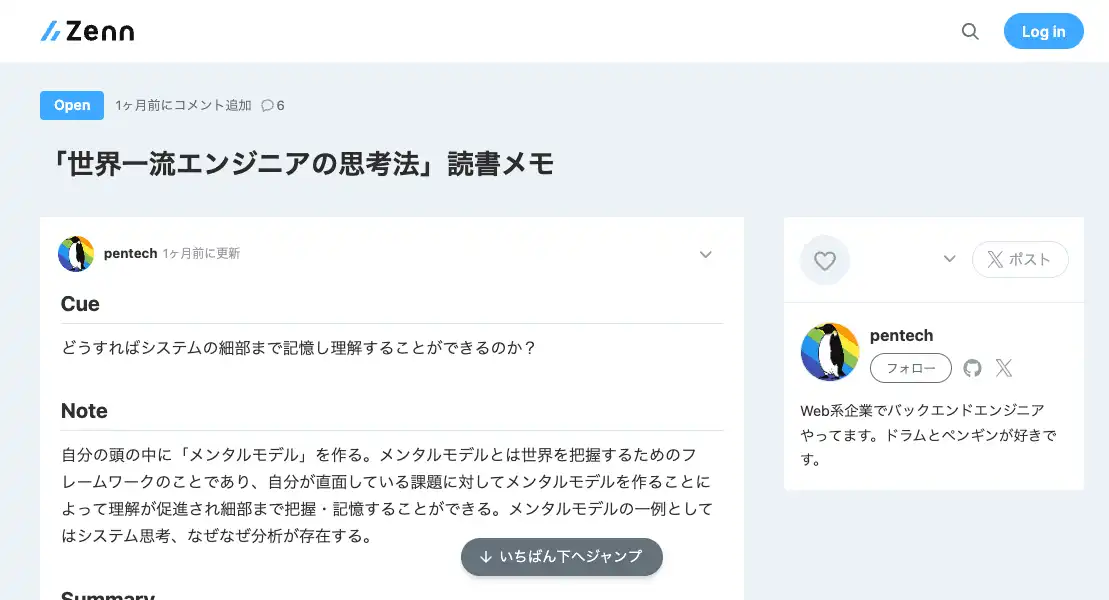 Zenn
Log in
Open 1ヶ月前にコメント追加 6
「世界一流エンジニアの思考法」読書メモ
pentech 1ヶ月前に更新
Cue
どうすればシステムの細部まで記憶し理解することができるのか？
Note
自分の頭の中に「メンタルモデル」を作る。メンタルモデルとは世界を把握するためのフ
レームワークのことであり、自分が直面している課題に対してメンタルモデルを作ることに
よって理解が促進され細部まで把握・記憶することができる。メンタルモデルの一例として
はシステム思考、なぜなぜ分析が存在する。
↓ いちばん下へジャンプ
Summary
ポスト
pentech
フォロー
Web系企業でバックエンドエンジニア
やってます。ドラムとペンギンが好きで
す。